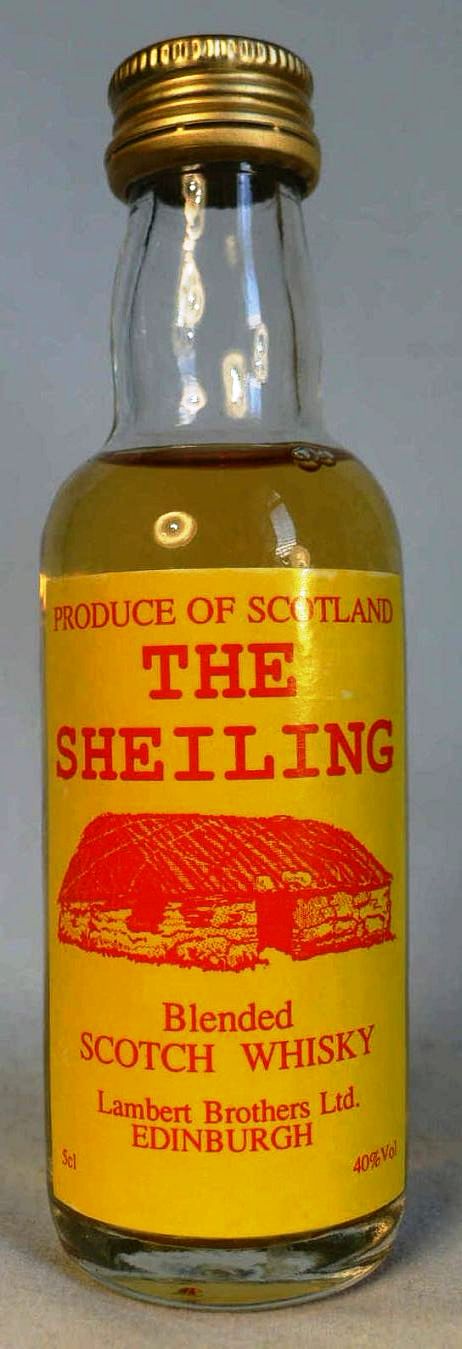 PRODUCE OF SCOTLAND
THE
SHEILING
Blended
SCOTCH WHISKY
Lambert Brothers Ltd.
EDINBURGH
5cl 40%Vol